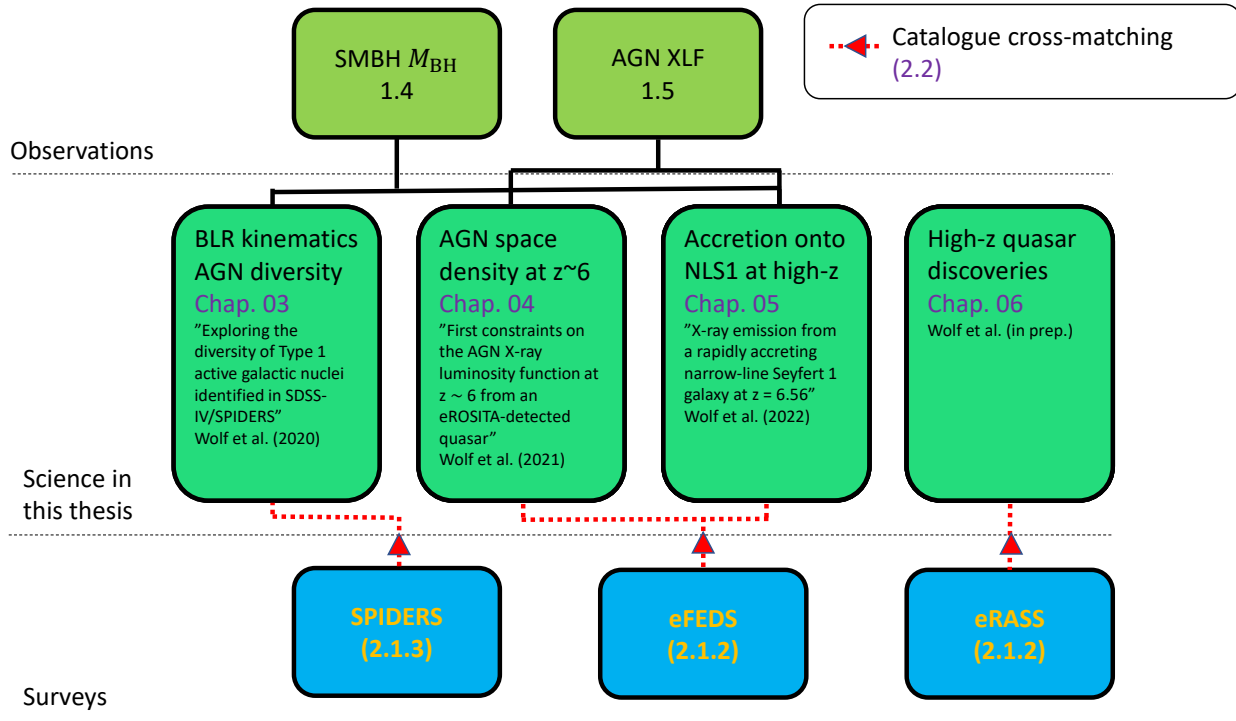 SMBH M_BH
1.4
AGN XLF
1.5
Catalogue cross-matching
(2.2)
Observations
BLR kinematics
AGN diversity
Chap. 03
”Exploring the
diversity of Type 1
active galactic nuclei
identified in SDSS-
IV/SPIDERS”
Wolf et al. (2020)
AGN space
density at z~6
Chap. 04
”First constraints on
the AGN X-ray
luminosity function at
z ∼ 6 from an
eROSITA-detected
quasar”
Wolf et al. (2021)
Accretion onto
NLS1 at high-z
Chap. 05
”X-ray emission from
a rapidly accreting
narrow-line Seyfert 1
galaxy at z = 6.56”
Wolf et al. (2022)
High-z quasar
discoveries
Chap. 06
Wolf et al. (in prep.)
Science in
this thesis
SPIDERS
(2.1.3)
eFEDS
(2.1.2)
eRASS
(2.1.2)
Surveys